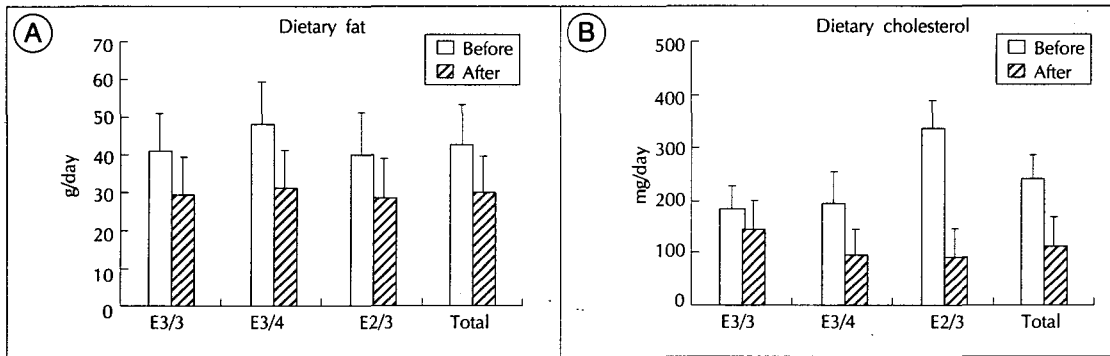 A
Dietary fat
Before
After
70
60
50
40
30
20
10
0
g/day
E3/3
E3/4
E2/3
Total
B
Dietary cholesterol
Before
After
500
400
300
200
100
0
mg/day
E3/3
E3/4
E2/3
Total